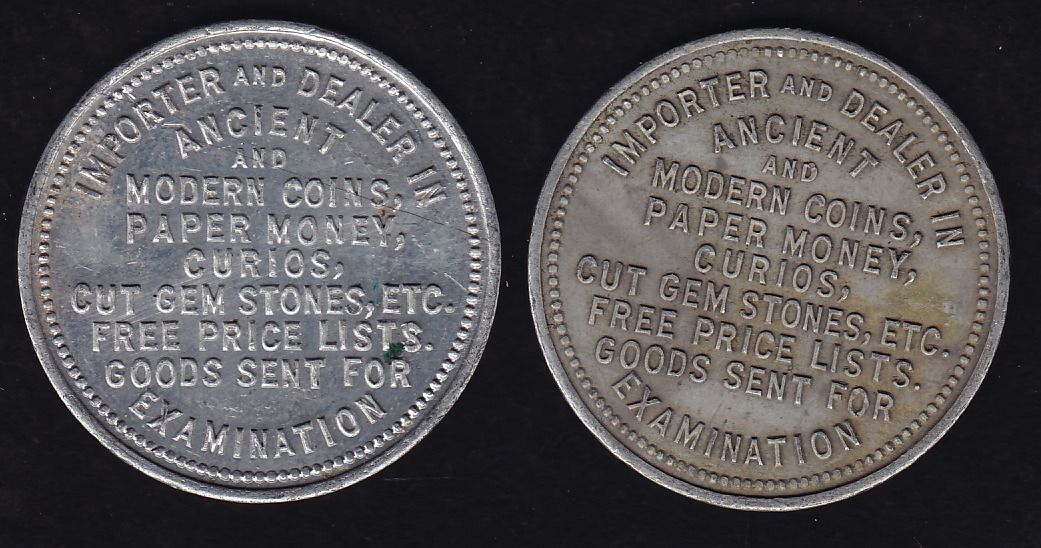 IMPORTER AND DEALER IN
ANCIENT
AND
MODERN COINS,
PAPER MONEY,
CURIOS,
CUT GEM STONES, ETC.
FREE PRICE LISTS.
GOODS SENT FOR
EXAMINATION
IMPORTER AND DEALER IN
ANCIENT
AND
MODERN COINS,
PAPER MONEY,
CURIOS,
CUT GEM STONES, ETC.
FREE PRICE LISTS.
GOODS SENT FOR
EXAMINATION